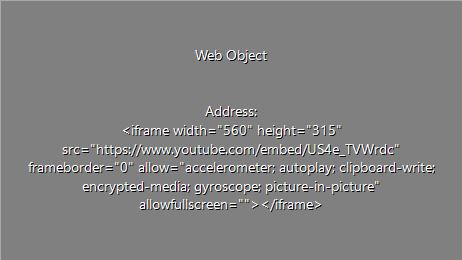 Web Object
Address:
<iframe width="560" height="315"
src="https://www.youtube.com/embed/US4e_TVWrdc"
frameborder="0" allow="accelerometer; autoplay; clipboard-write;
encrypted-media; gyroscope; picture-in-picture"
allowfullscreen=""></iframe>